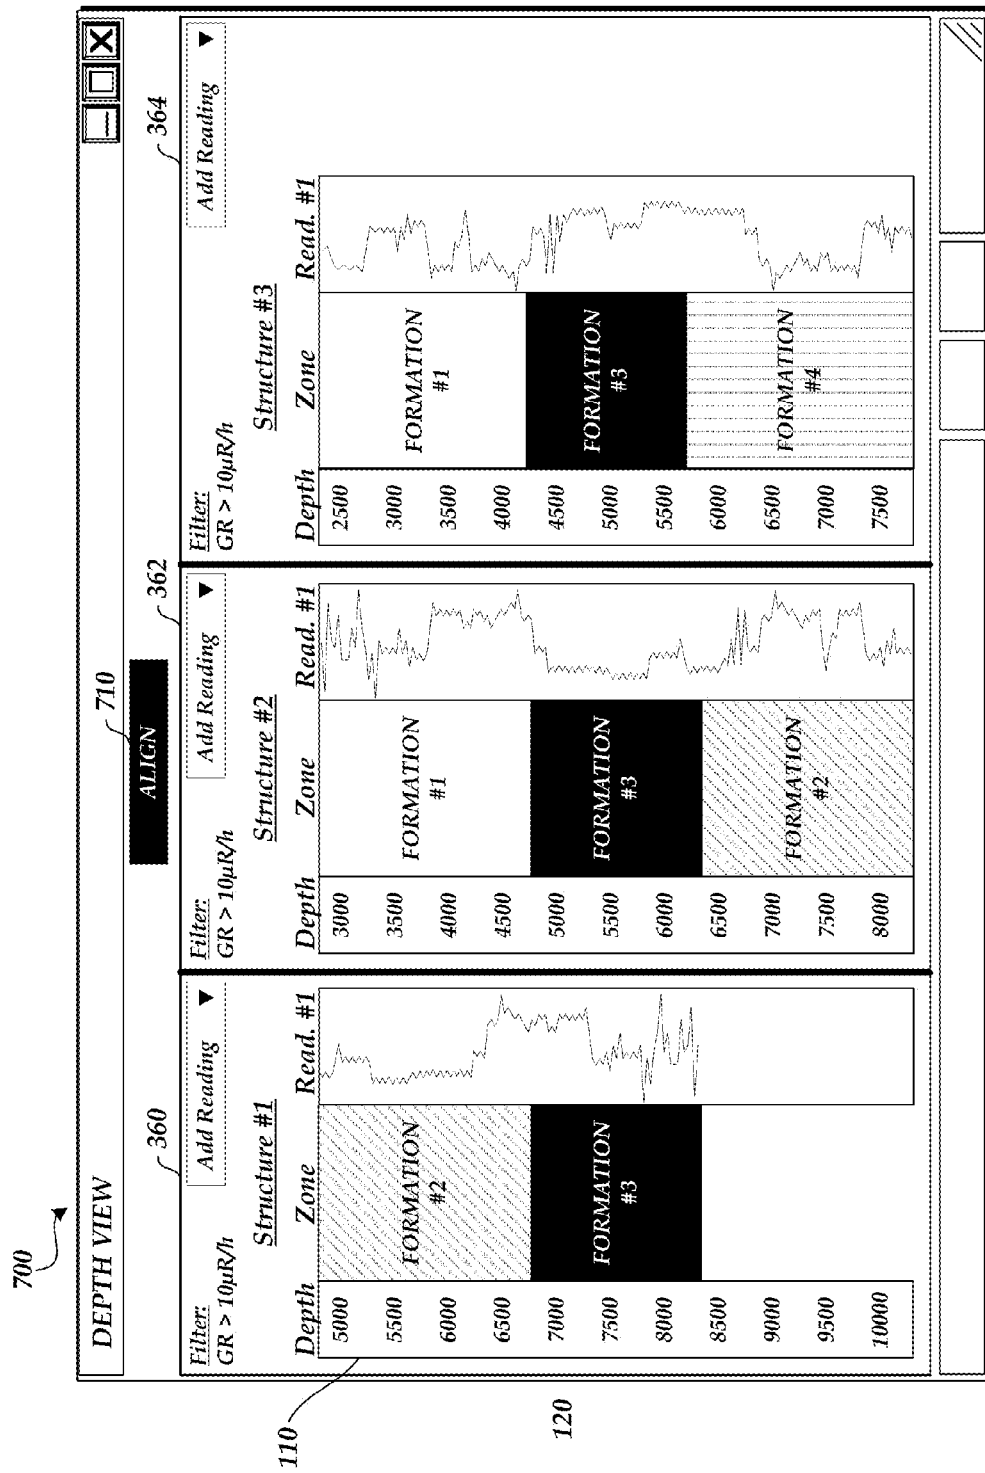 700
DEPTH VIEW
710
ALIGN
360
362
364
Filter:
GR > 10µR/h
Add Reading
Structure #1
Depth
Zone
Read. #1
5000
5500
6000
6500
7000
7500
8000
8500
9000
9500
10000
FORMATION
#2
FORMATION
#3
Filter:
GR > 10µR/h
Add Reading
Structure #2
Depth
Zone
Read. #1
3000
3500
4000
4500
5000
5500
6000
6500
7000
7500
8000
FORMATION
#1
FORMATION
#3
FORMATION
#2
Filter:
GR > 10µR/h
Add Reading
Structure #3
Depth
Zone
Read. #1
2500
3000
3500
4000
4500
5000
5500
6000
6500
7000
7500
FORMATION
#1
FORMATION
#3
FORMATION
#4
110
120